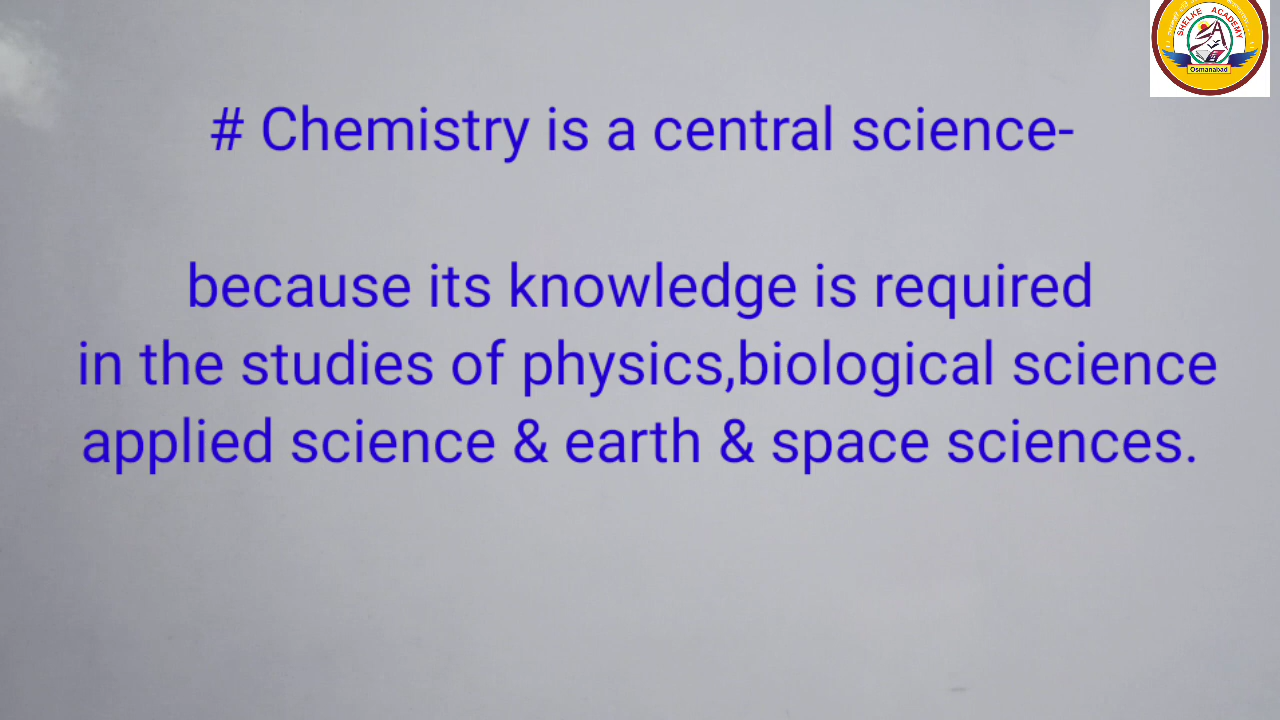 SHELKE ACADEMY
Osmanabad
# Chemistry is a central science-
because its knowledge is required
in the studies of physics,biological science
applied science & earth & space sciences.